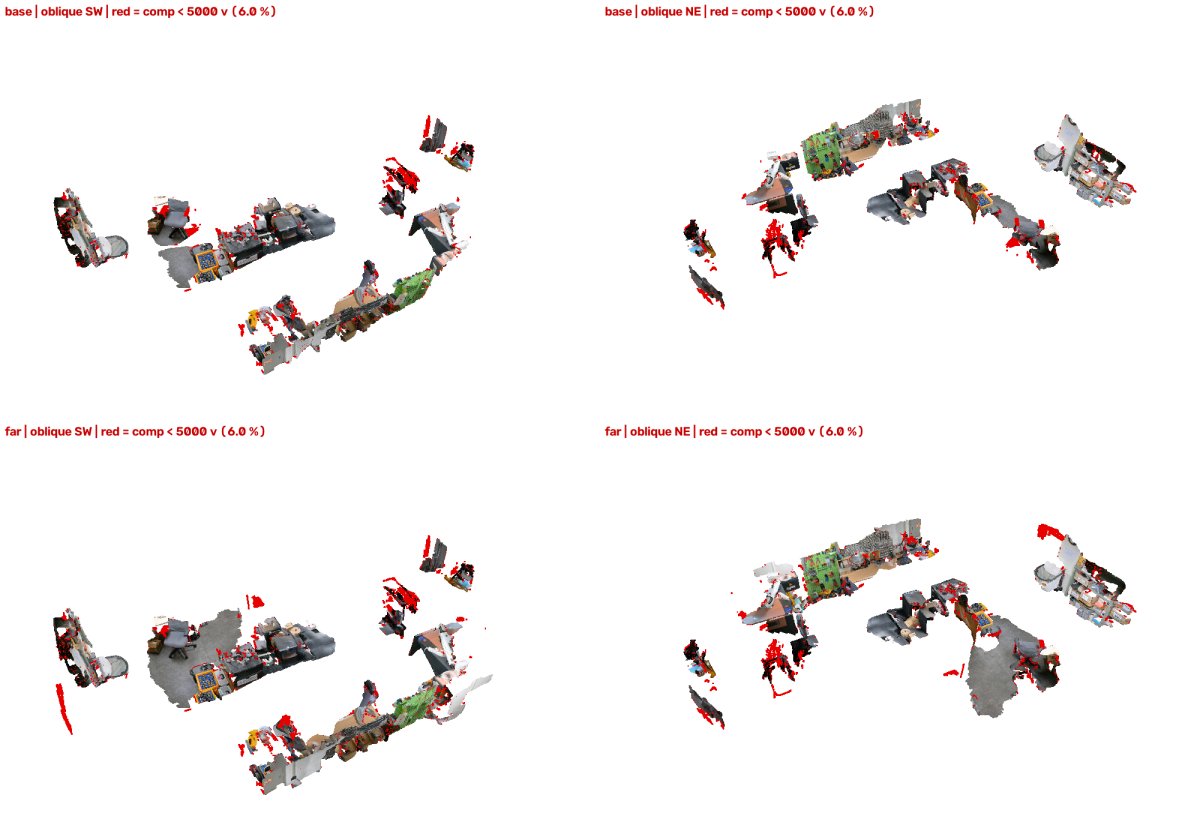 base | oblique SW | red = comp < 5000 v (6.0 %)
base | oblique NE | red = comp < 5000 v (6.0 %)
far | oblique SW | red = comp < 5000 v (6.0 %)
far | oblique NE | red = comp < 5000 v (6.0 %)